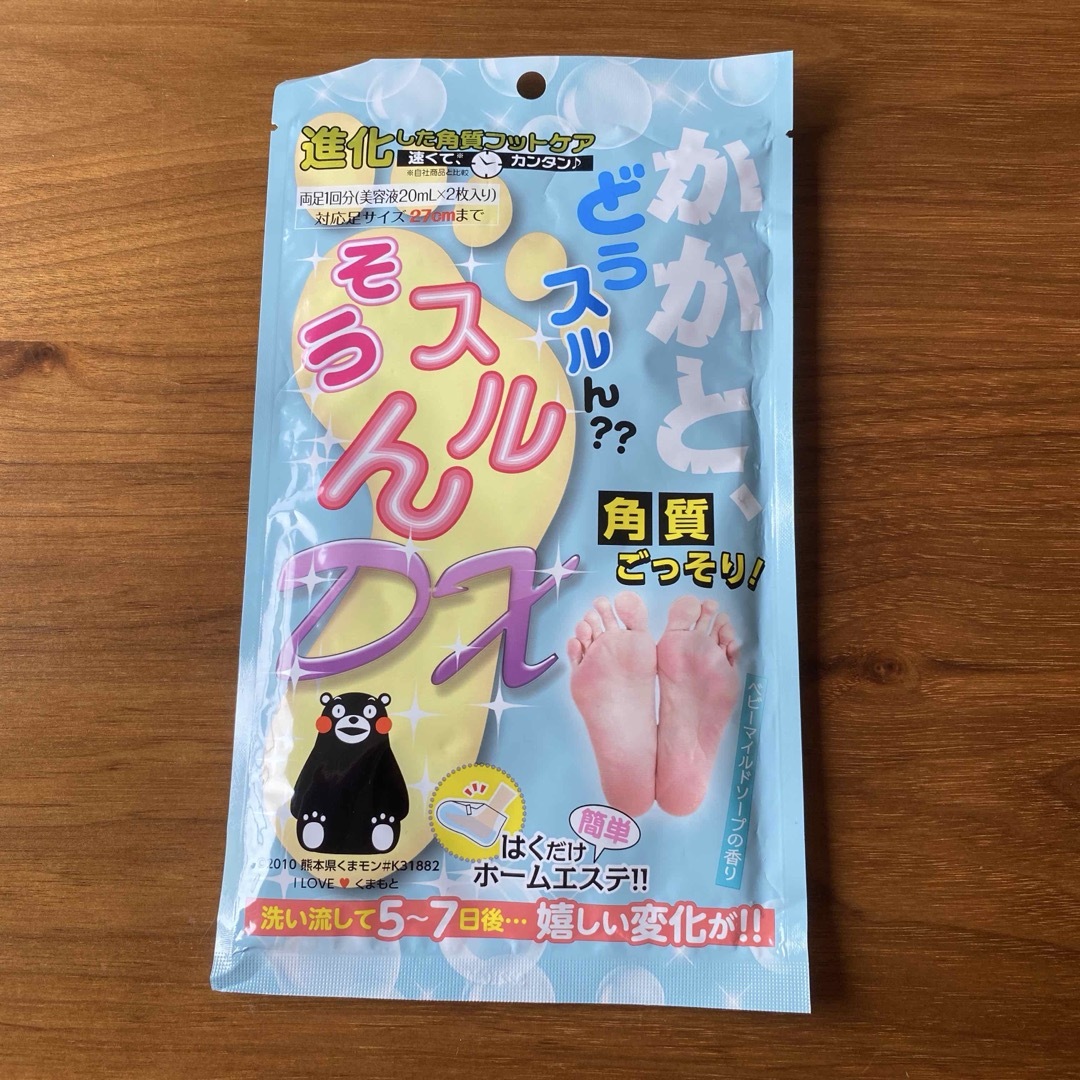 進化した角質フットケア
速くて、※カンタン♪
※自社商品と比較
両足1回分(美容液20mL×2枚入り)
対応足サイズ 27cmまで
かかと、
どうスルん??
そうスルん
DX
角質
ごっそり!
ベビーマイルドソープの香り
簡単
はくだけ
ホームエステ!!
©2010 熊本県くまモン#K31882
I LOVE ♥ くまもと
洗い流して5~7日後…嬉しい変化が!!